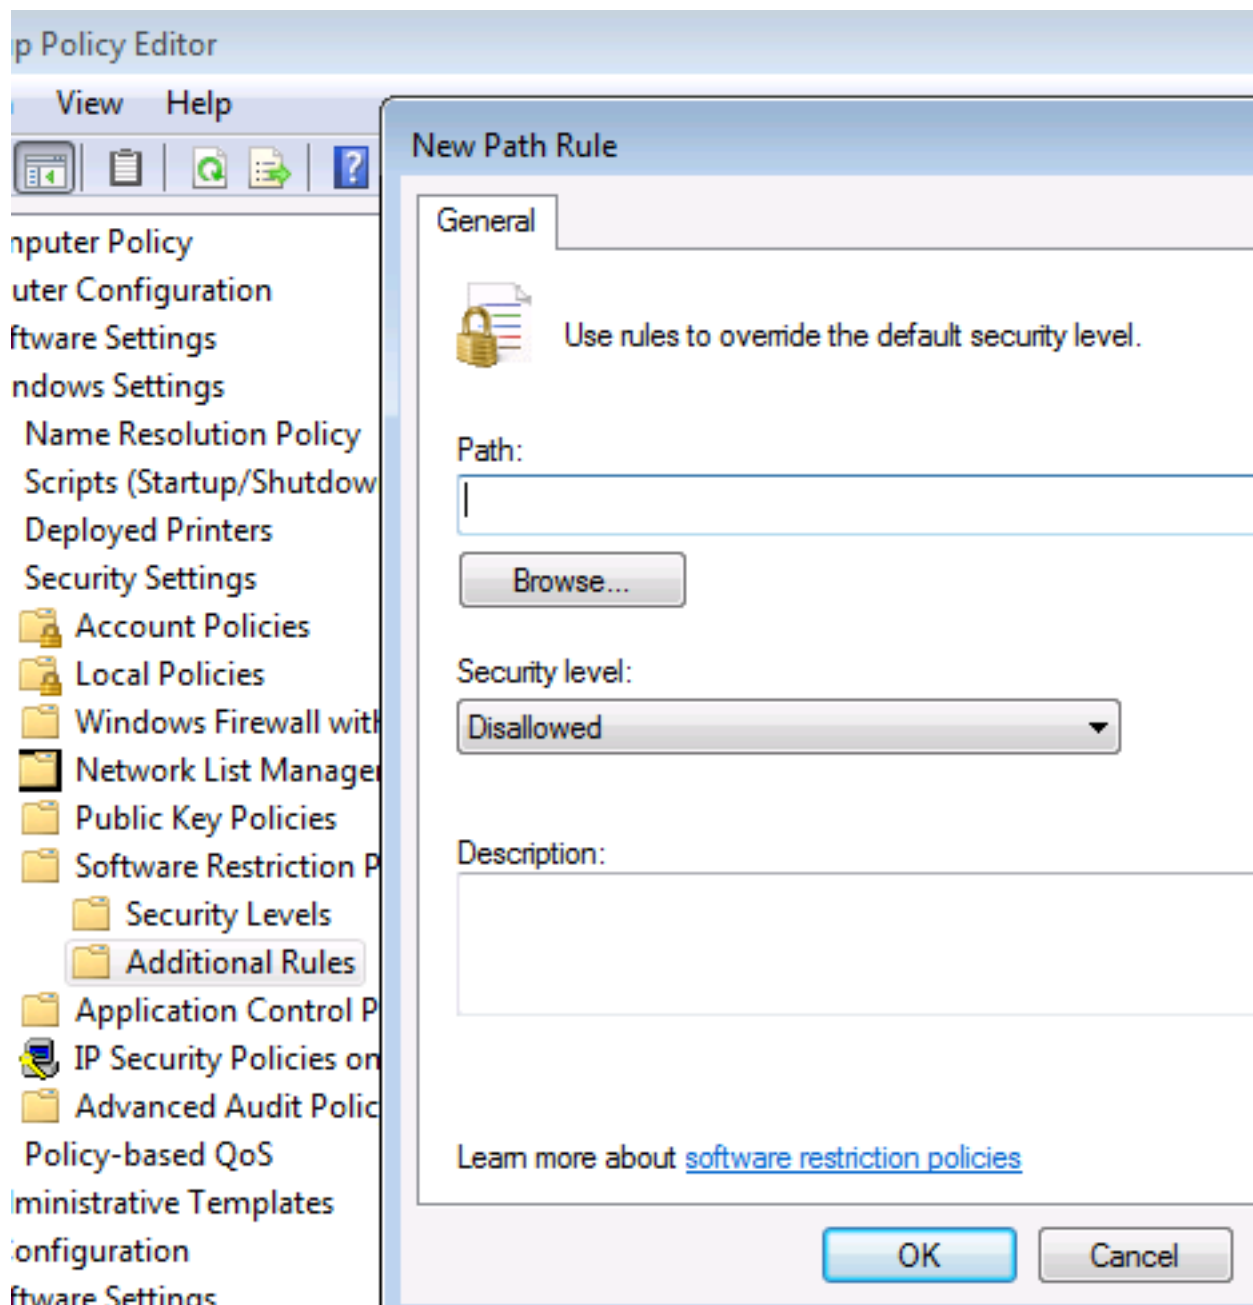 p Policy Editor
View Help
New Path Rule
General
Use rules to override the default security level.
Path:
Browse...
Security level:
Disallowed
Description:
Learn more about software restriction policies
OK Cancel
mputer Policy
uter Configuration
ftware Settings
ndows Settings
Name Resolution Policy
Scripts (Startup/Shutdow
Deployed Printers
Security Settings
Account Policies
Local Policies
Windows Firewall with
Network List Manager
Public Key Policies
Software Restriction P
Security Levels
Additional Rules
Application Control P
IP Security Policies on
Advanced Audit Polic
Policy-based QoS
ministrative Templates
Configuration
ftware Settings